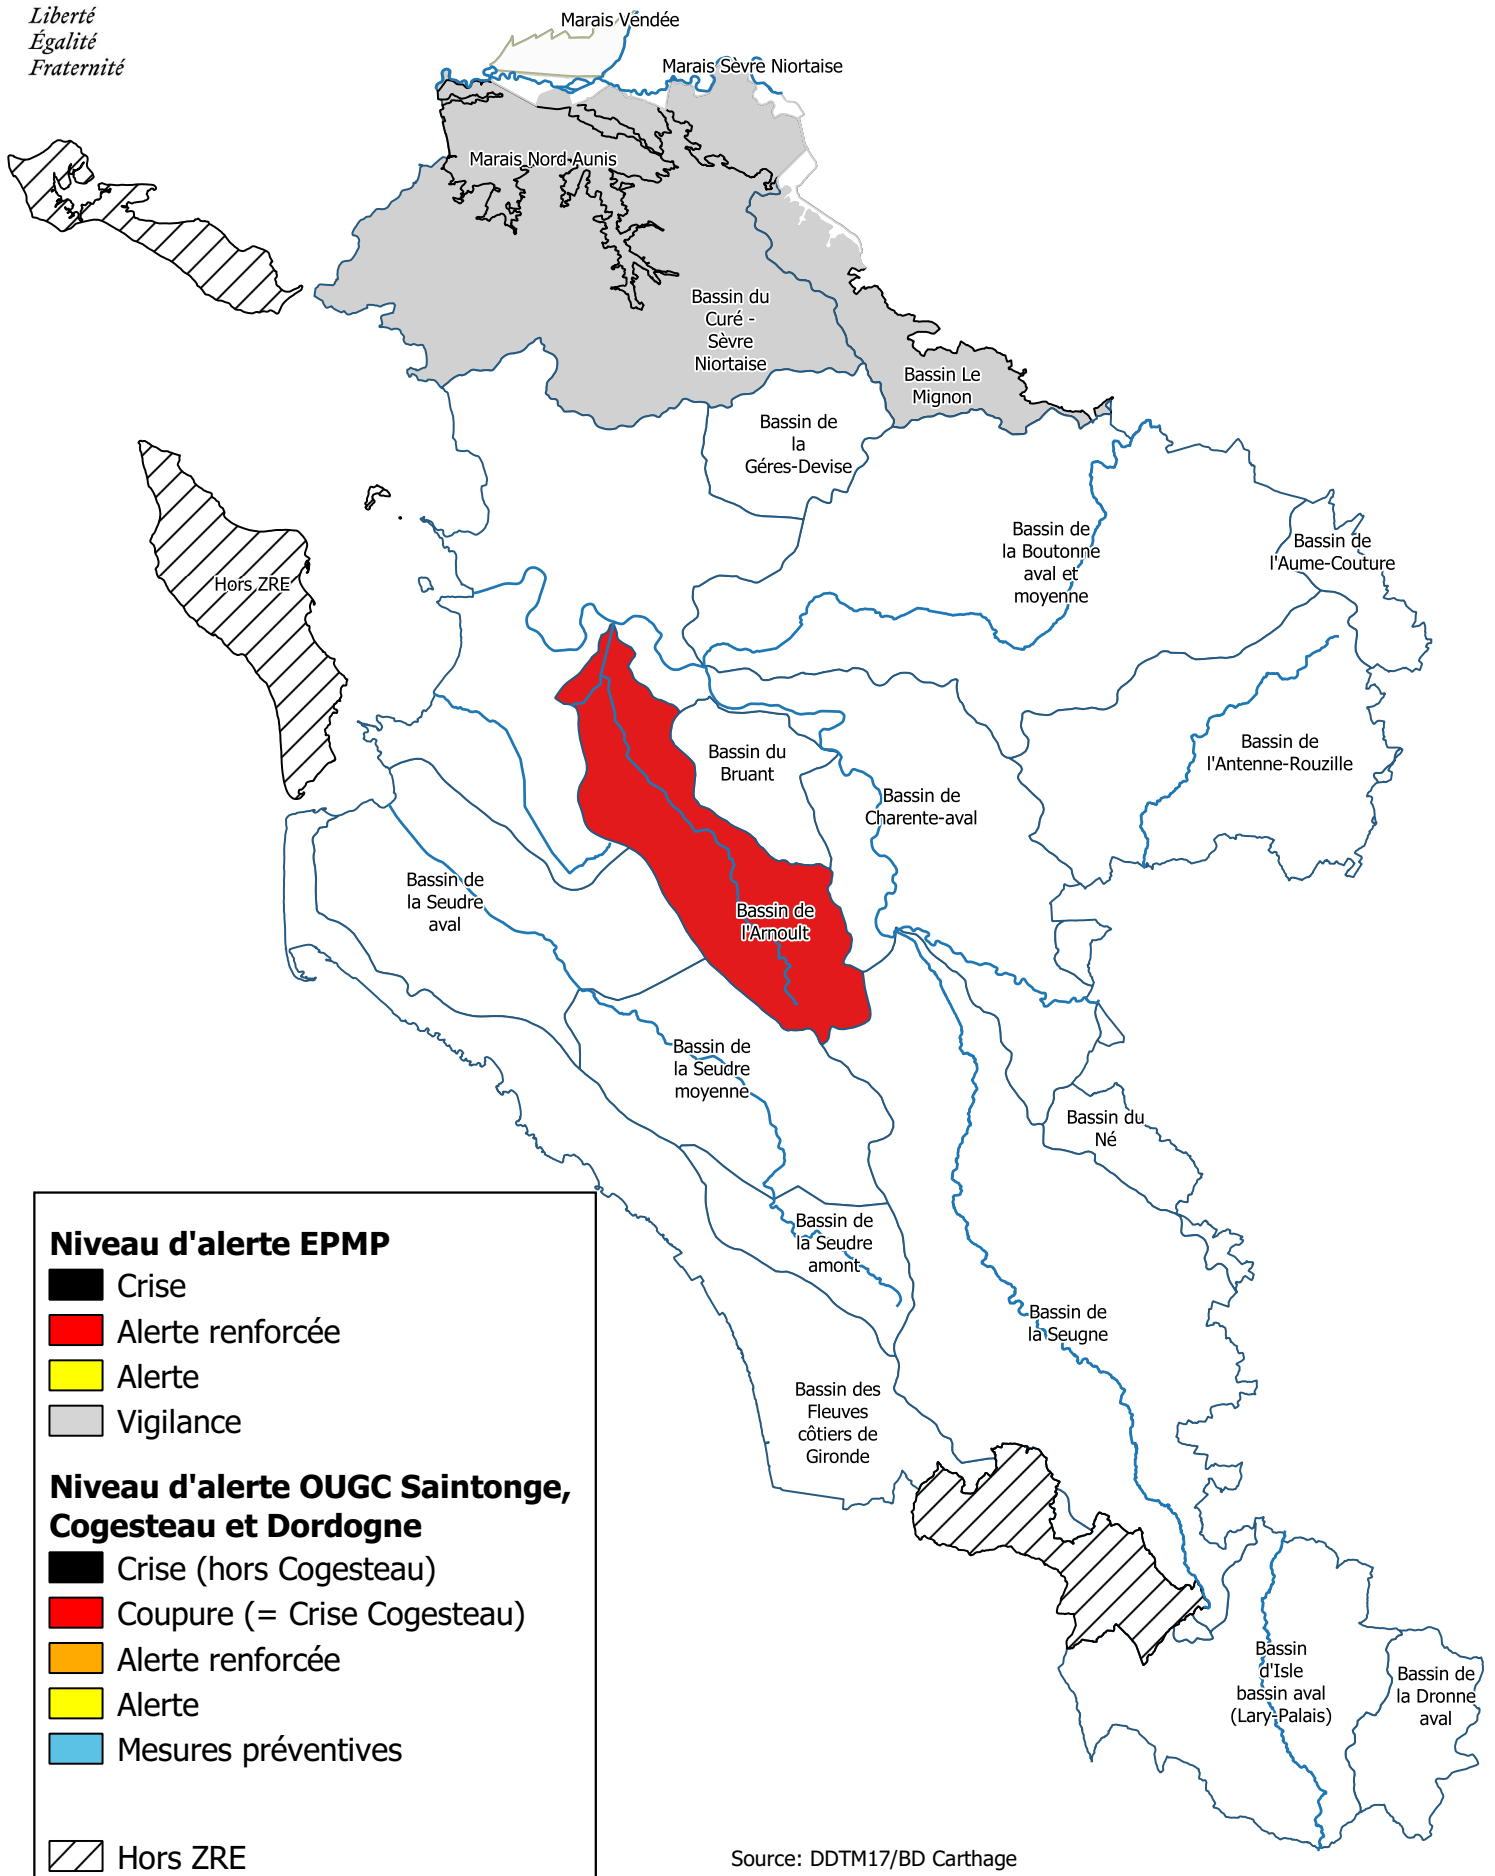 Liberté
Égalité
Fraternité
Marais Vendée
Marais Sèvre Niortaise
Marais Nord Aunis
Bassin du
Curé -
Sèvre
Niortaise
Bassin Le
Mignon
Bassin de
la
Géres-Devise
Bassin de
la Boutonne
aval et
moyenne
Bassin de
l'Aume-Couture
Hors ZRE
Bassin du
Bruant
Bassin de
l'Antenne-Rouzille
Bassin de
Charente-aval
Bassin de
la Seudre
aval
Bassin de
l'Arnoult
Bassin de
la Seudre
moyenne
Bassin du
Né
Bassin de
la Seudre
amont
Bassin de
la Seugne
Bassin des
Fleuves
côtiers de
Gironde
Bassin
d'Isle
bassin aval
(Lary-Palais)
Bassin de
la Dronne
aval
Niveau d'alerte EPMP
Crise
Alerte renforcée
Alerte
Vigilance
Niveau d'alerte OUGC Saintonge,
Cogesteau et Dordogne
Crise (hors Cogesteau)
Coupure (= Crise Cogesteau)
Alerte renforcée
Alerte
Mesures préventives
Hors ZRE
Source: DDTM17/BD Carthage